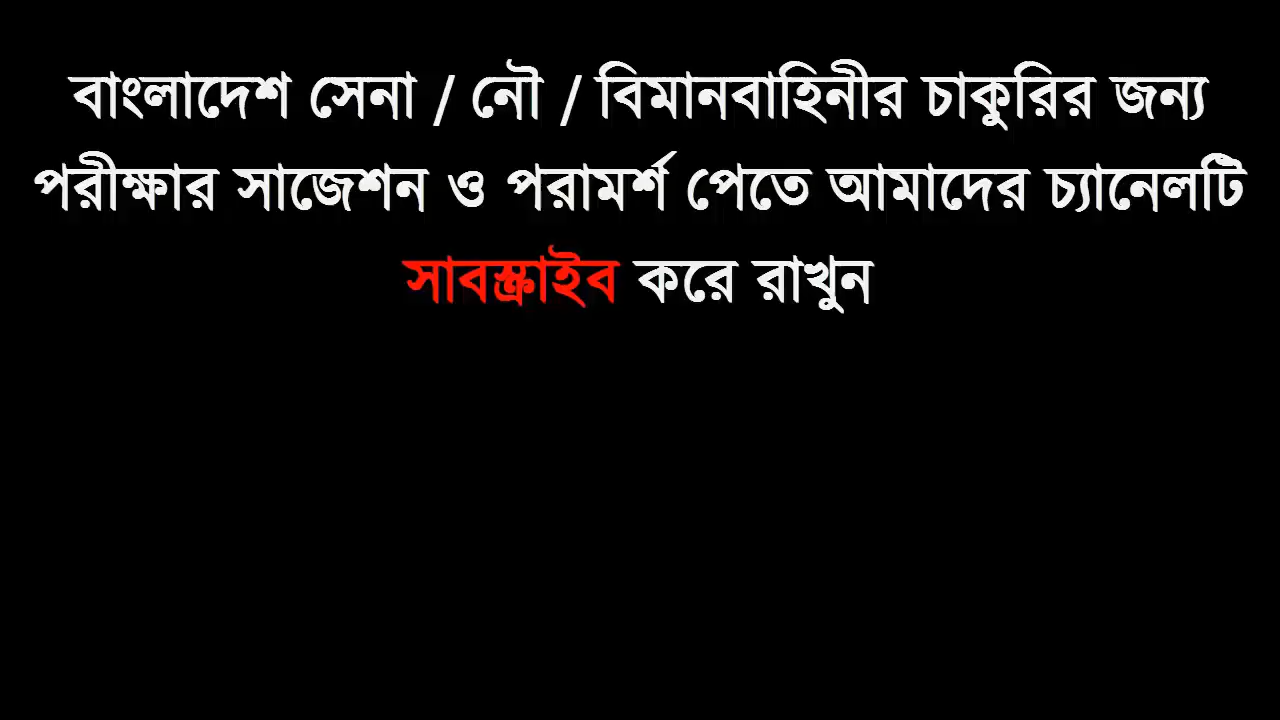 বাংলাদেশ সেনা / নৌ / বিমানবাহিনীর চাকুরির জন্য
পরীক্ষার সাজেশন ও পরামর্শ পেতে আমাদের চ্যানেলটি
সাবস্ক্রাইব করে রাখুন